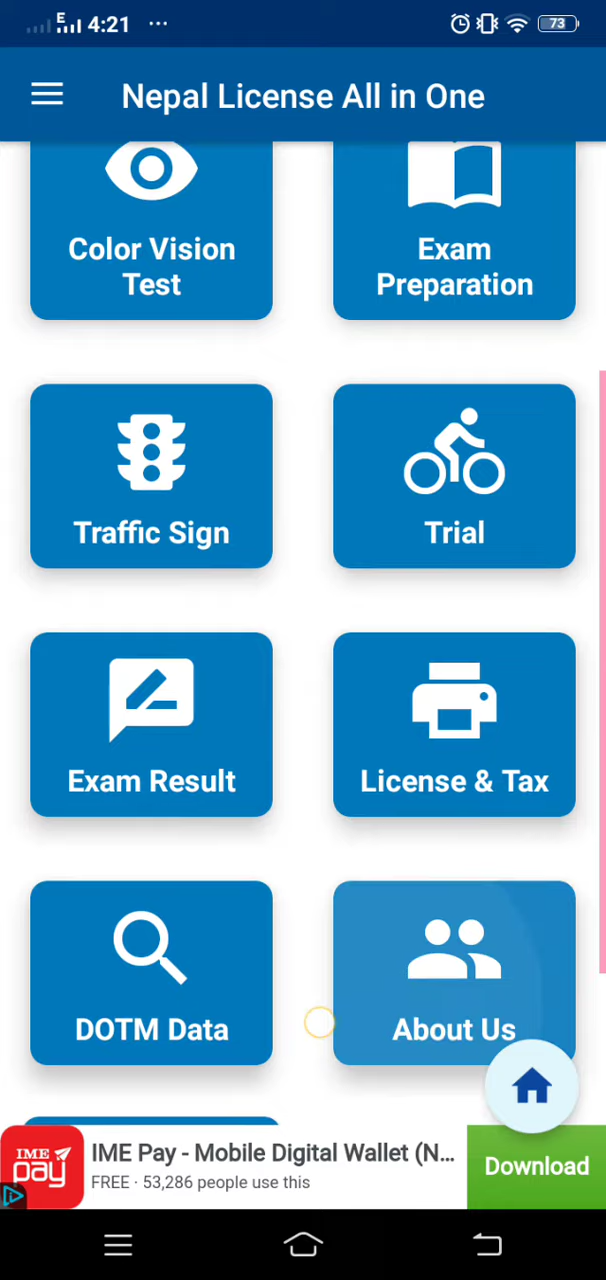 E 4:21 ... 73
Nepal License All in One
Color Vision
Test
Exam
Preparation
Traffic Sign
Trial
Exam Result
License & Tax
DOTM Data
About Us
IME
pay
IME Pay - Mobile Digital Wallet (N...
FREE · 53,286 people use this
Download